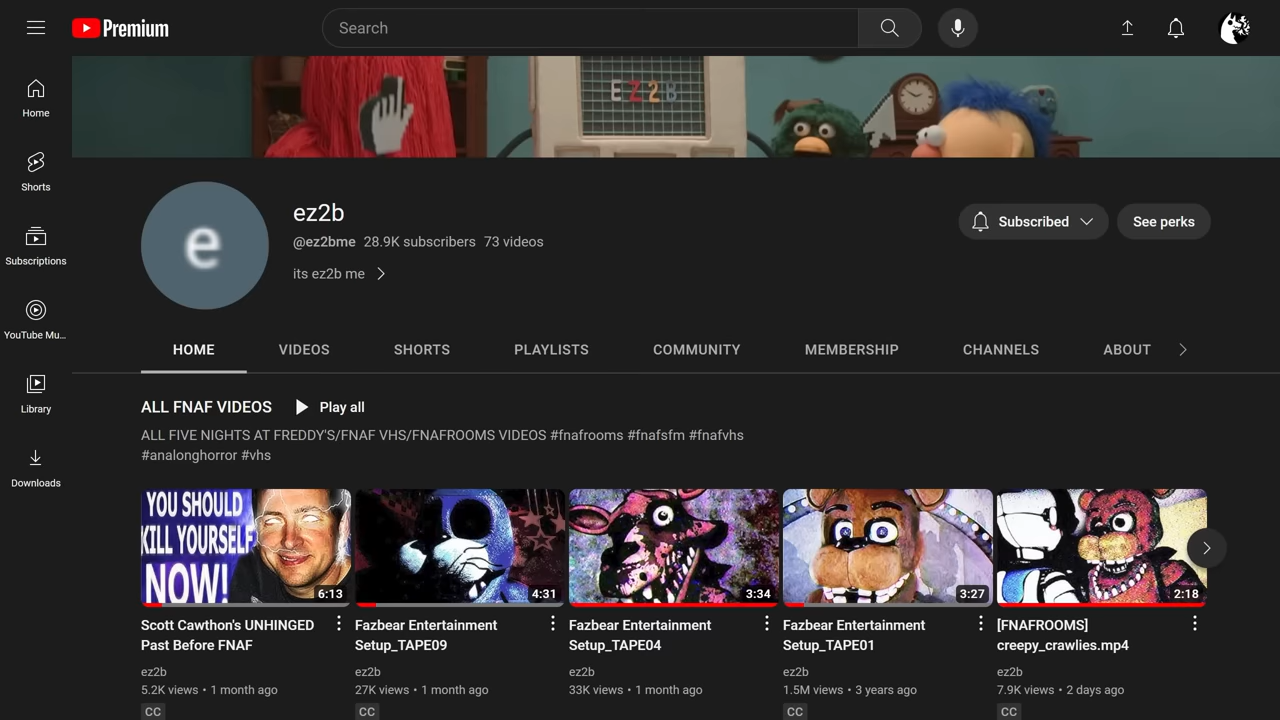 Premium
Search
EZ2B
Home
Shorts
Subscriptions
YouTube Mu...
Library
Downloads
e
ez2b
@ez2bme 28.9K subscribers 73 videos
its ez2b me
Subscribed
See perks
HOME VIDEOS SHORTS PLAYLISTS COMMUNITY MEMBERSHIP CHANNELS ABOUT
ALL FNAF VIDEOS Play all
ALL FIVE NIGHTS AT FREDDY'S/FNAF VHS/FNAFROOMS VIDEOS #fnafrooms #fnafsfm #fnafvhs
#analonghorror #vhs
YOU SHOULD
KILL YOURSELF
NOW!
6:13
Scott Cawthon's UNHINGED
Past Before FNAF
ez2b
5.2K views • 1 month ago
CC
4:31
Fazbear Entertainment
Setup_TAPE09
ez2b
27K views • 1 month ago
CC
3:34
Fazbear Entertainment
Setup_TAPE04
ez2b
33K views • 1 month ago
3:27
Fazbear Entertainment
Setup_TAPE01
ez2b
1.5M views • 3 years ago
CC
2:18
[FNAFROOMS]
creepy_crawlies.mp4
ez2b
7.9K views • 2 days ago
CC